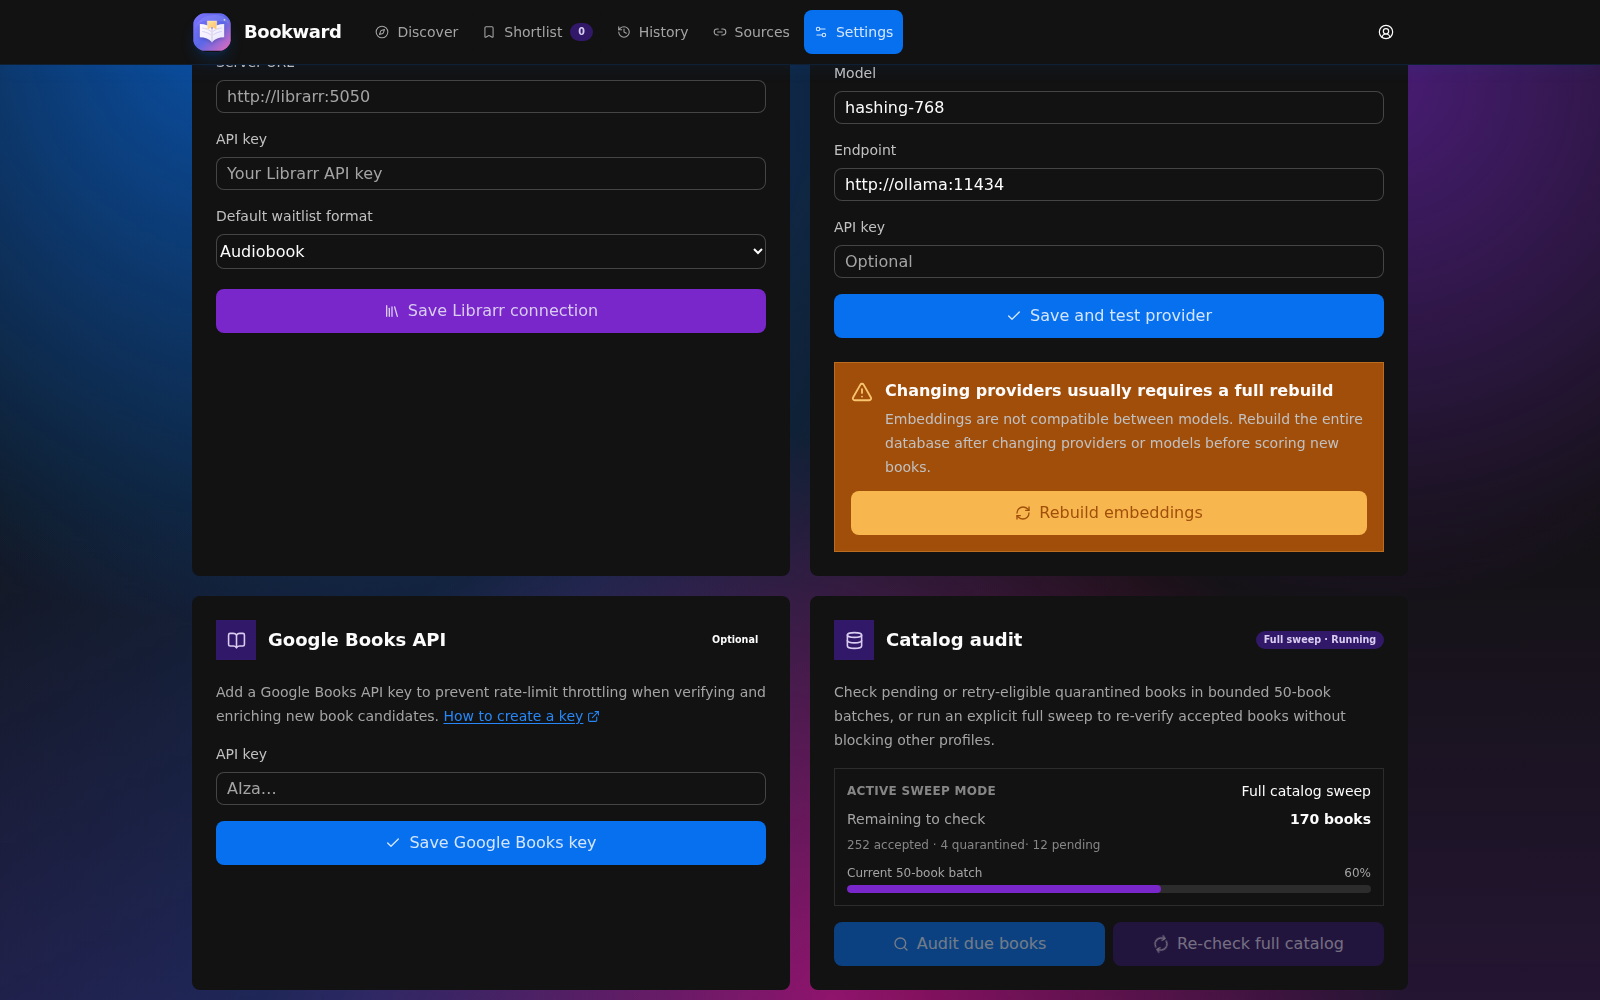 Bookward
Discover
Shortlist 0
History
Sources
Settings
Server URL
http://librarr:5050
API key
Your Librarr API key
Default waitlist format
Audiobook
Save Librarr connection
Model
hashing-768
Endpoint
http://ollama:11434
API key
Optional
Save and test provider
Changing providers usually requires a full rebuild
Embeddings are not compatible between models. Rebuild the entire
database after changing providers or models before scoring new
books.
Rebuild embeddings
Google Books API
Optional
Add a Google Books API key to prevent rate-limit throttling when verifying and
enriching new book candidates. How to create a key
API key
AIza...
Save Google Books key
Catalog audit
Full sweep · Running
Check pending or retry-eligible quarantined books in bounded 50-book
batches, or run an explicit full sweep to re-verify accepted books without
blocking other profiles.
ACTIVE SWEEP MODE
Full catalog sweep
Remaining to check
170 books
252 accepted · 4 quarantined· 12 pending
Current 50-book batch
60%
Audit due books
Re-check full catalog